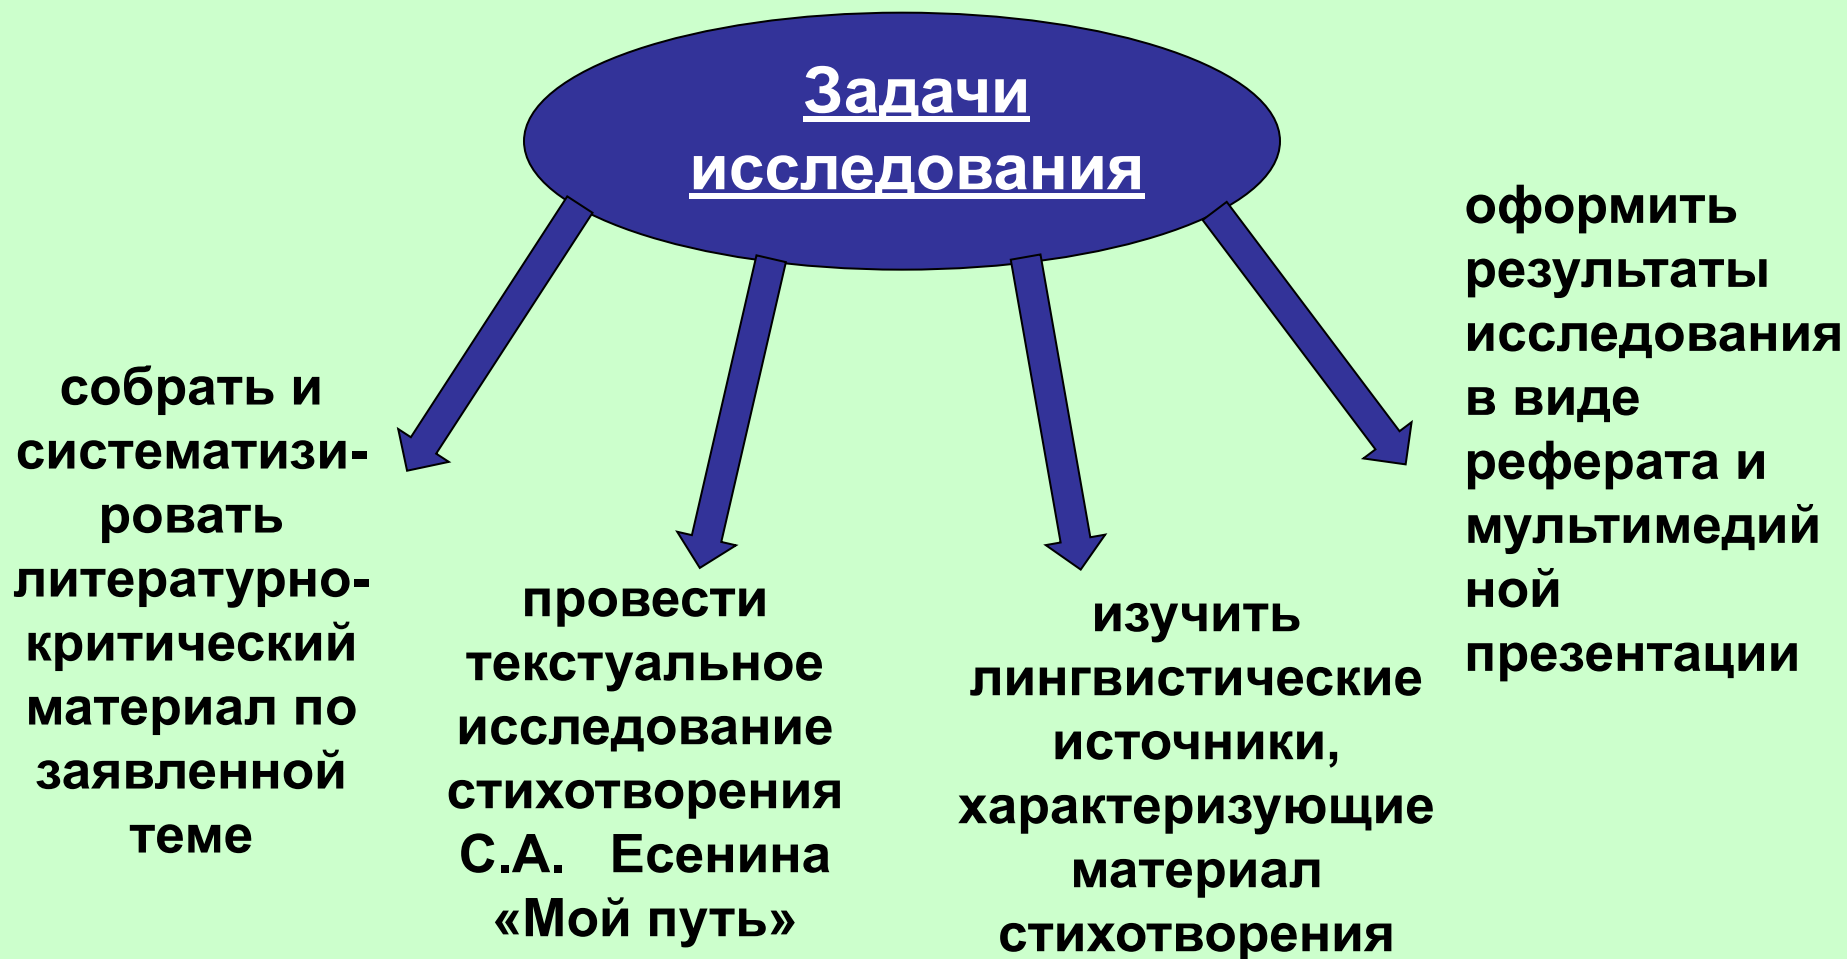 Задачи
исследования
собрать и
систематизи-
ровать
литературно-
критический
материал по
заявленной
теме
провести
текстуальное
исследование
стихотворения
С.А. Есенина
«Мой путь»
изучить
лингвистические
источники,
характеризующие
материал
стихотворения
оформить
результаты
исследования
в виде
реферата и
мультимедий
ной
презентации